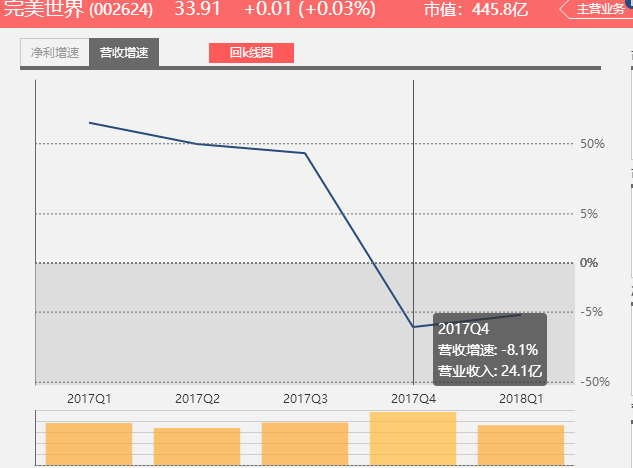 完美世界 (002624) 33.91 +0.01 (+0.03%) 市值：445.8亿 主营业务
净利增速 营收增速 回k线图
50%
5%
0%
-5%
2017Q4
营收增速: -8.1%
营业收入: 24.1亿
-50%
2017Q1 2017Q2 2017Q3 2017Q4 2018Q1